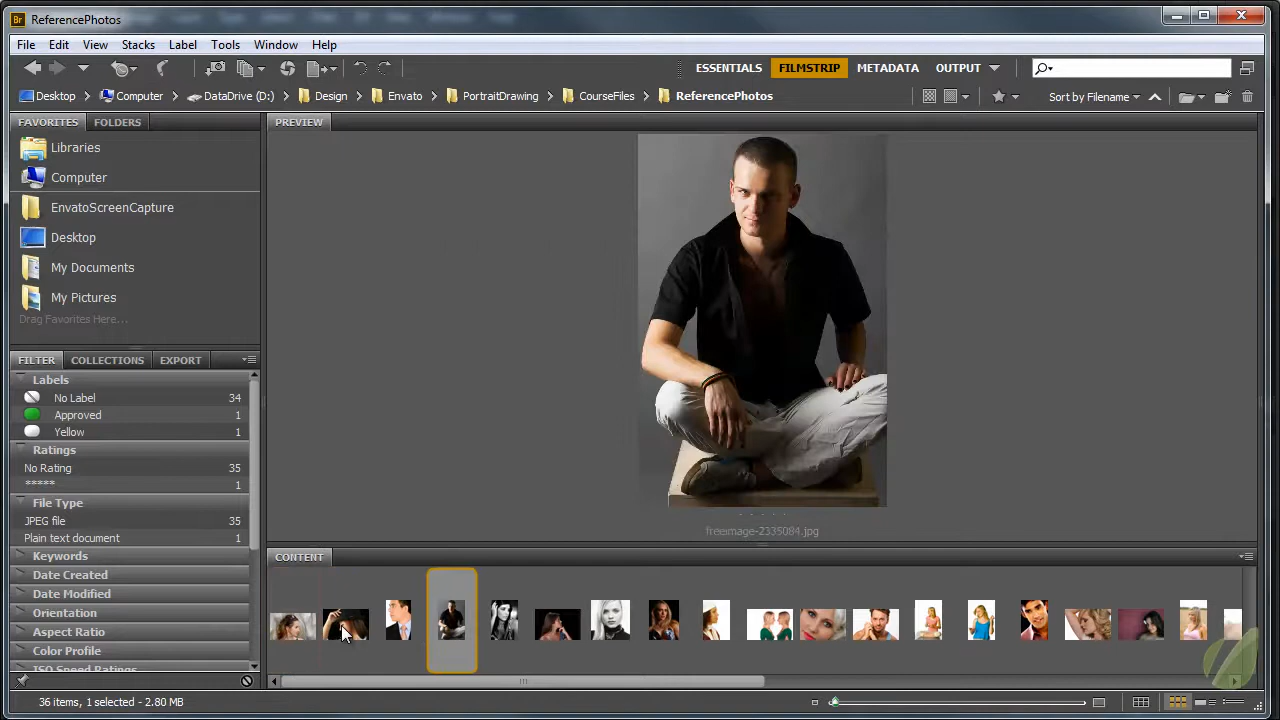 Br ReferencePhotos
File Edit View Stacks Label Tools Window Help
ESSENTIALS FILMSTRIP METADATA OUTPUT
Desktop Computer DataDrive (D:) Design Envato PortraitDrawing CourseFiles ReferencePhotos Sort by Filename
FAVORITES FOLDERS
Libraries
Computer
EnvatoScreenCapture
Desktop
My Documents
My Pictures
Drag Favorites Here...
FILTER COLLECTIONS EXPORT
Labels
No Label 34
Approved 1
Yellow 1
Ratings
No Rating 35
***** 1
File Type
JPEG file 35
Plain text document 1
Keywords
Date Created
Date Modified
Orientation
Aspect Ratio
Color Profile
ISO Speed Ratings
PREVIEW
freeimage-2335084.jpg
CONTENT
36 items, 1 selected - 2.80 MB